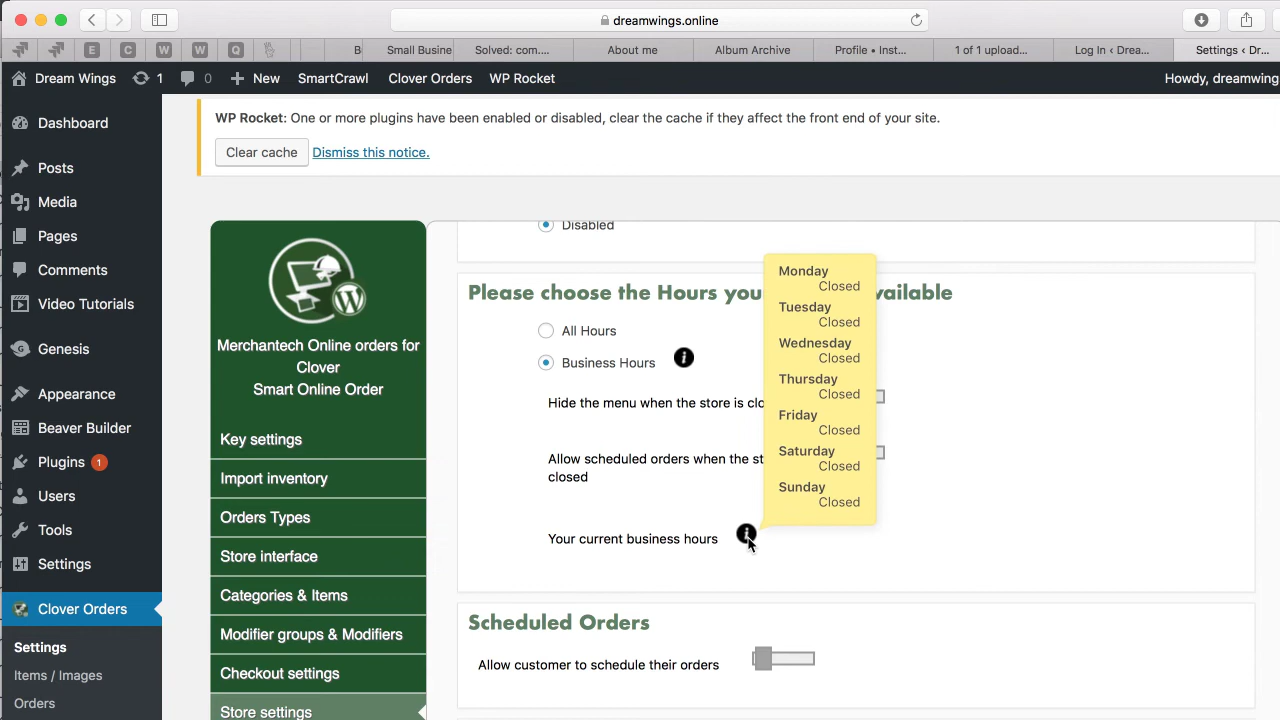 dreamwings.online
E
C
W
W
Q
B
Small Busine
Solved: com....
About me
Album Archive
Profile • Inst...
1 of 1 upload...
Log In ‹ Drea...
Settings ‹ Dr...
Dream Wings
1
0
New
SmartCrawl
Clover Orders
WP Rocket
Howdy, dreamwing
Dashboard
Posts
Media
Pages
Comments
Video Tutorials
Genesis
Appearance
Beaver Builder
Plugins 1
Users
Tools
Settings
Clover Orders
Settings
Items / Images
Orders
WP Rocket: One or more plugins have been enabled or disabled, clear the cache if they affect the front end of your site.
Clear cache
Dismiss this notice.
Merchantech Online orders for
Clover
Smart Online Order
Key settings
Import inventory
Orders Types
Store interface
Categories & Items
Modifier groups & Modifiers
Checkout settings
Store settings
Disabled
Please choose the Hours you vailable
All Hours
Business Hours
Hide the menu when the store is clo
Allow scheduled orders when the st
closed
Your current business hours
Monday
Closed
Tuesday
Closed
Wednesday
Closed
Thursday
Closed
Friday
Closed
Saturday
Closed
Sunday
Closed
Scheduled Orders
Allow customer to schedule their orders